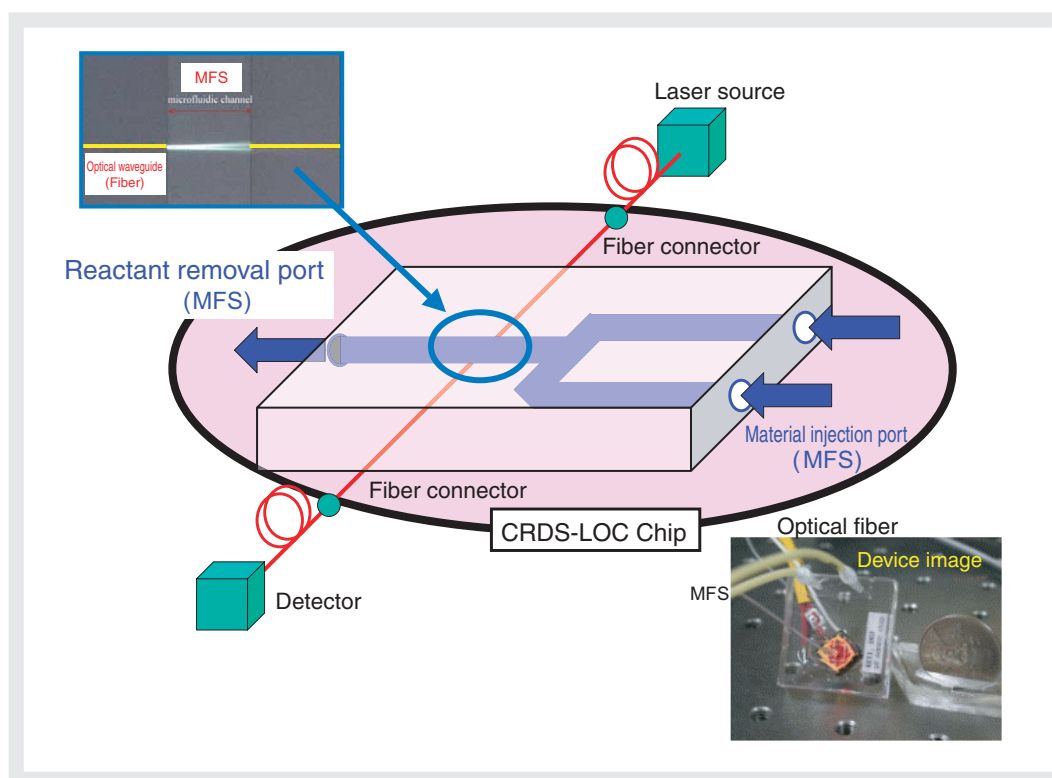 MFS
microfluidic channel
Optical waveguide
(Fiber)
Laser source
Fiber connector
Reactant removal port
(MFS)
Material injection port
(MFS)
Fiber connector
CRDS-LOC Chip
Detector
Optical fiber
Device image
MFS